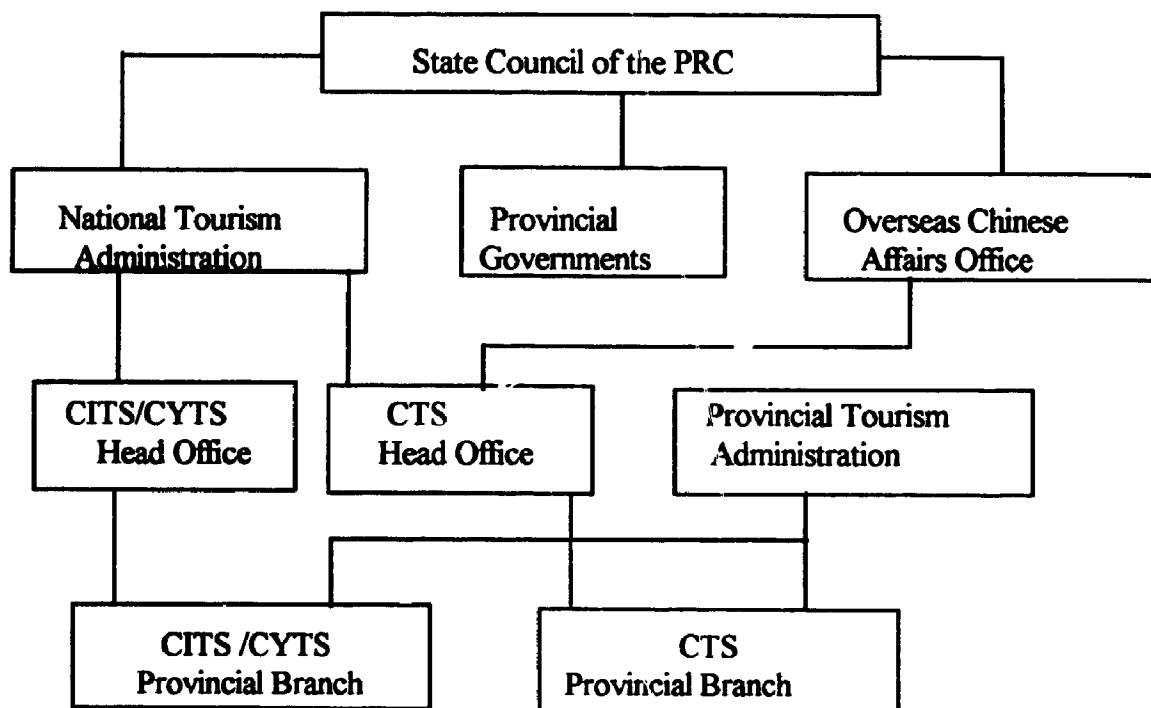 State Council of the PRC
National Tourism
Administration
Provincial
Governments
Overseas Chinese
Affairs Office
CITS/CYTS
Head Office
CTS
Head Office
Provincial Tourism
Administration
CITS /CYTS
Provincial Branch
CTS
Provincial Branch